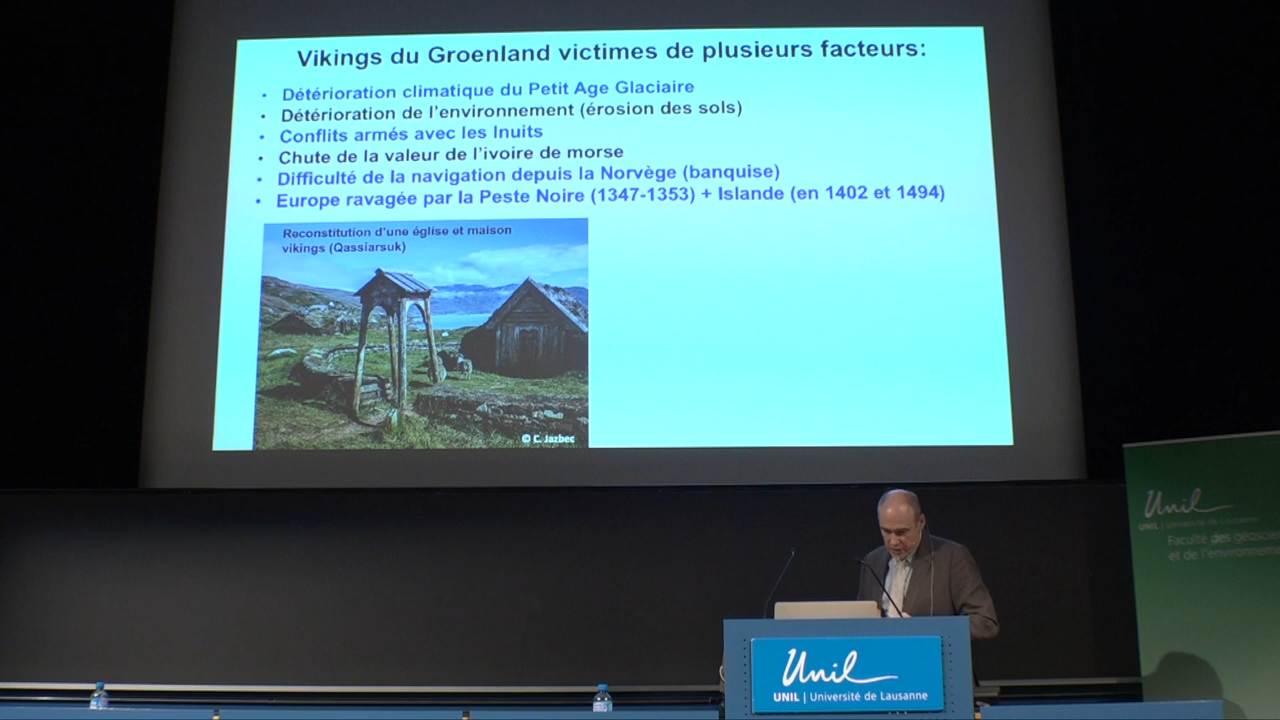 Vikings du Groenland victimes de plusieurs facteurs:
• Détérioration climatique du Petit Age Glaciaire
• Détérioration de l'environnement (érosion des sols)
• Conflits armés avec les Inuits
• Chute de la valeur de l'ivoire de morse
• Difficulté de la navigation depuis la Norvège (banquise)
• Europe ravagée par la Peste Noire (1347-1353) + Islande (en 1402 et 1494)
Reconstitution d'une église et maison
vikings (Qassiarsuk)
© C. Jazbec
Unil
UNIL | Université de Lausanne
Faculté des géoscie
et de l'environneme
Unil
UNIL | Université de Lausanne